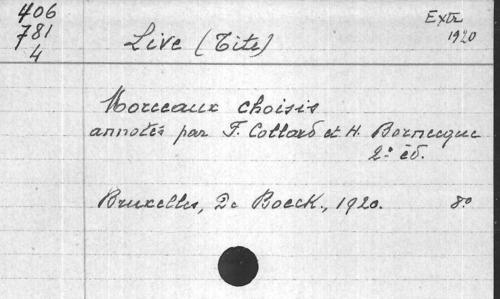 406
781
4
Live (Tite)
Extr
1920
Morceaux choisis
annotés par F. Collard et H. Bornecque
2e éd.
Bruxelles, De Boeck., 1920. 8o